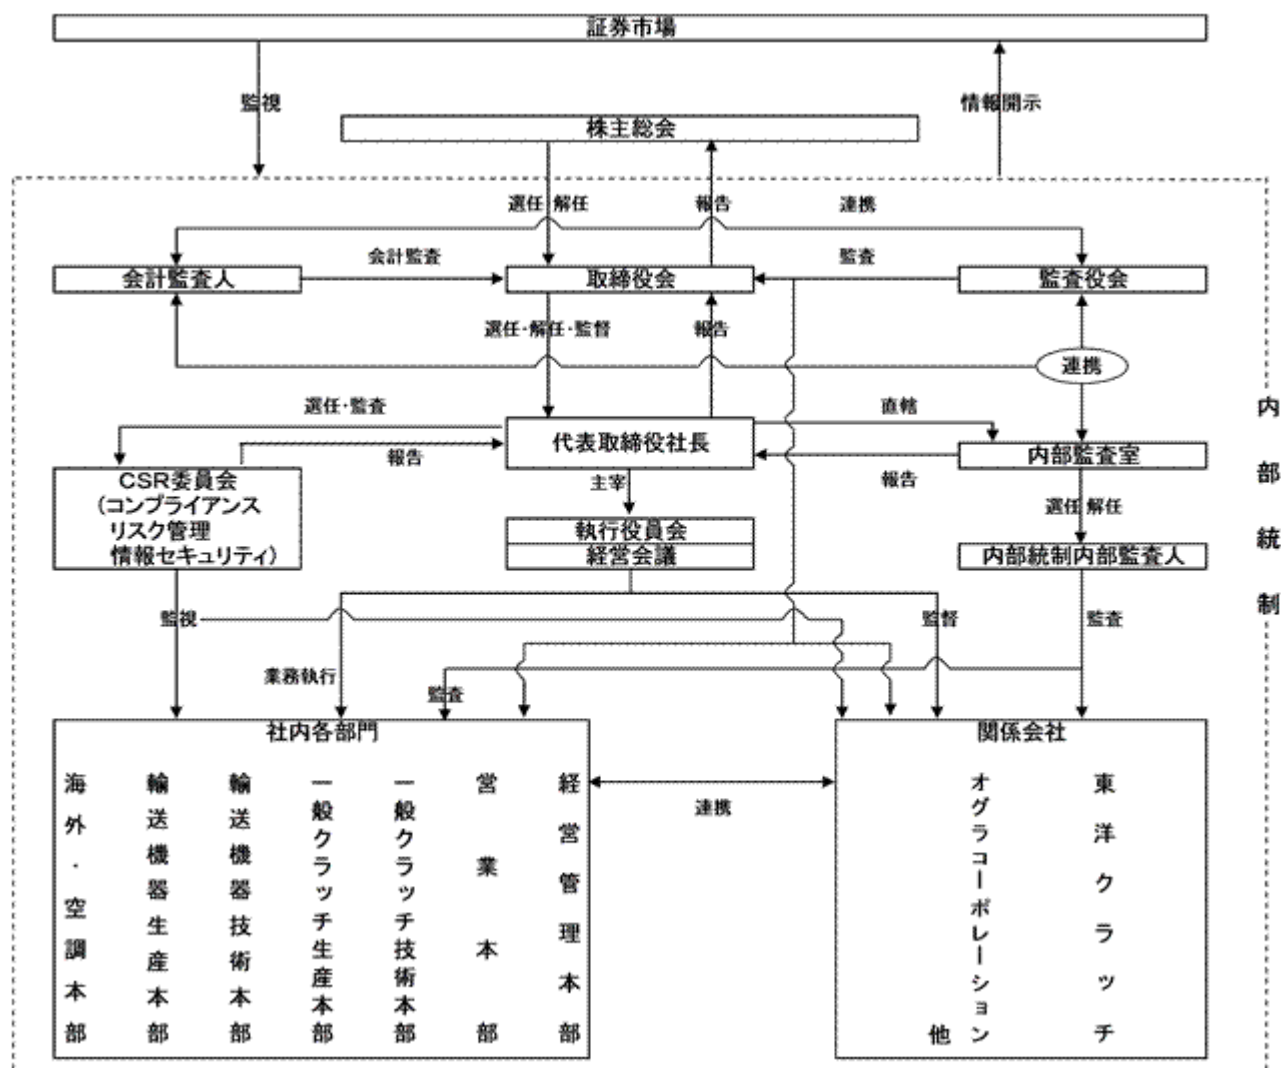 証券市場
監視
情報開示
株主総会
選任・解任
報告
連携
会計監査人
会計監査
取締役会
監査
監査役会
選任・解任・監督
報告
連携
選任・監査
代表取締役社長
直轄
報告
報告
内部監査室
CSR委員会
(コンプライアンス
リスク管理
情報セキュリティ)
主宰
執行役員会
経営会議
選任 解任
内部統制内部監査人
内部統制
監視
業務執行
監査
監督
監査
社内各部門
経営管理本部
営業本部
一般クラッチ技術本部
一般クラッチ生産本部
輸送機器技術本部
輸送機器生産本部
海外・空調本部
連携
関係会社
東洋クラッチ
オグラコーポレーション
他